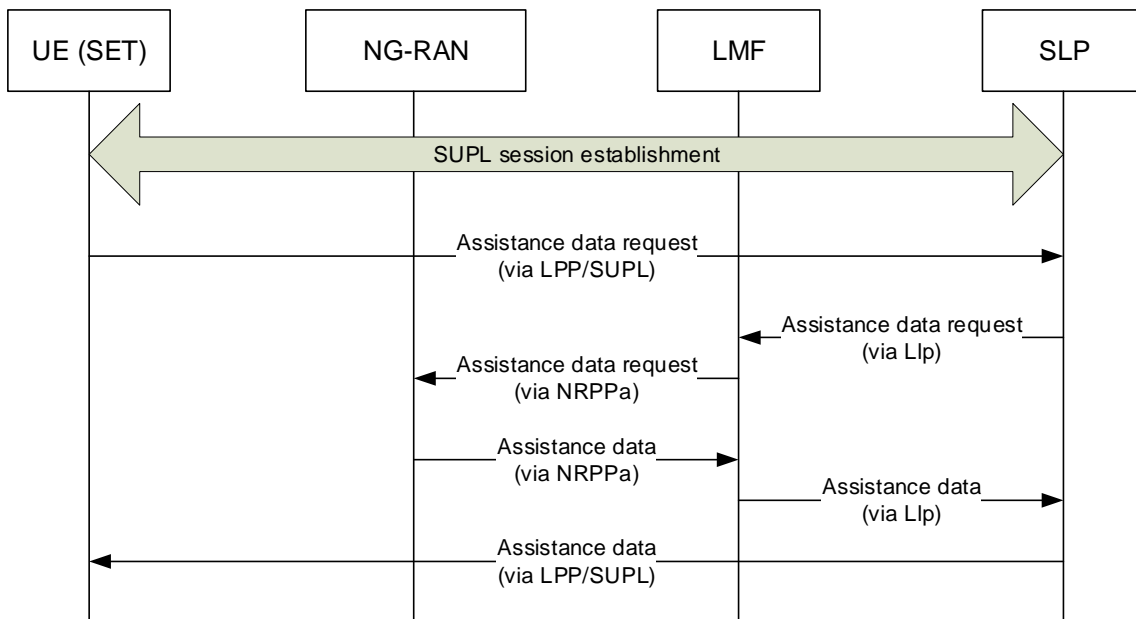 UE (SET)
NG-RAN
LMF
SLP
SUPL session establishment
Assistance data request
(via LPP/SUPL)
Assistance data request
(via Llp)
Assistance data request
(via NRPPa)
Assistance data
(via NRPPa)
Assistance data
(via Llp)
Assistance data
(via LPP/SUPL)